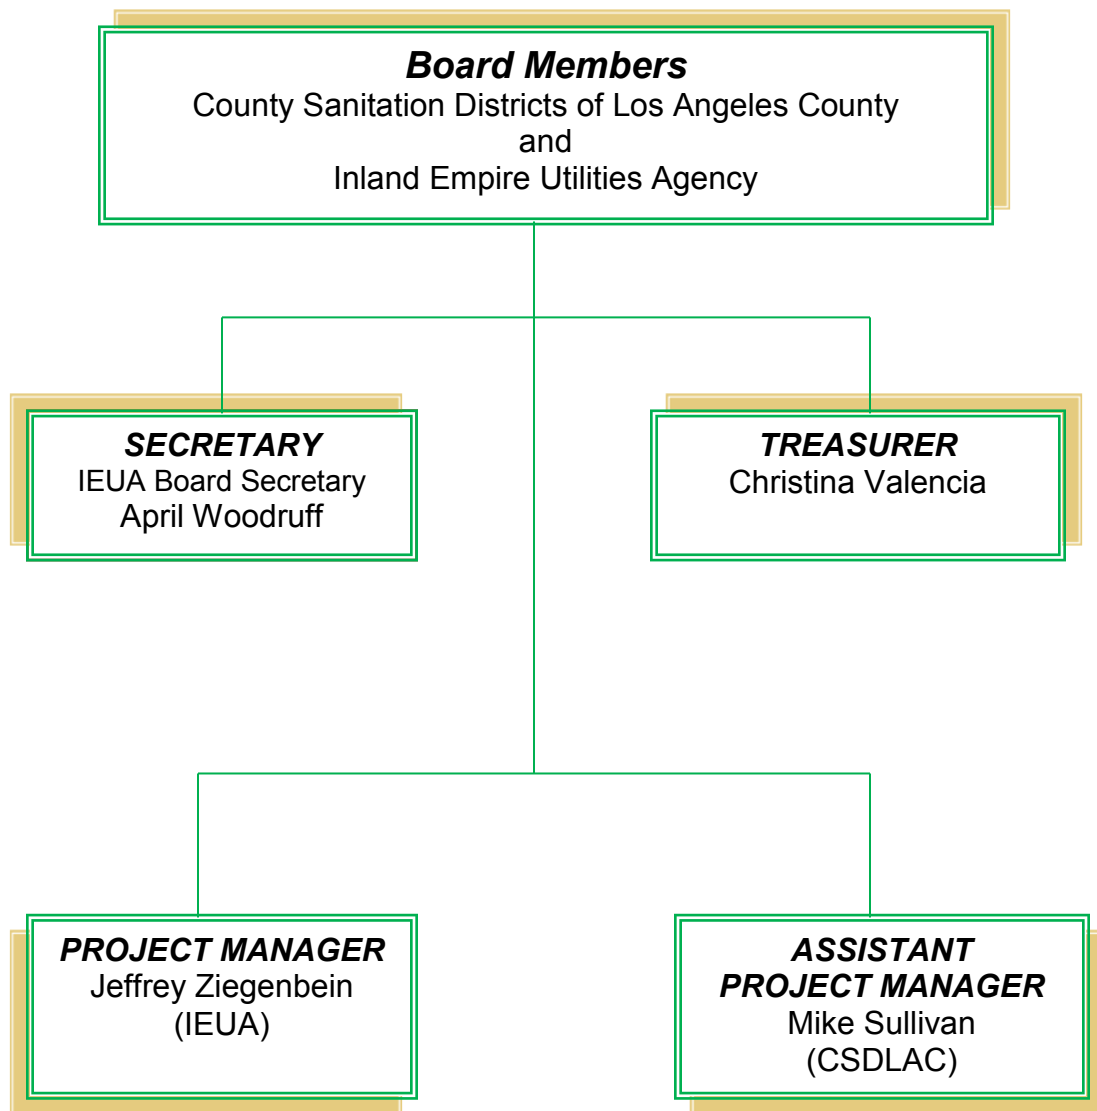 Board Members
County Sanitation Districts of Los Angeles County
and
Inland Empire Utilities Agency
SECRETARY
IEUA Board Secretary
April Woodruff
TREASURER
Christina Valencia
PROJECT MANAGER
Jeffrey Ziegenbein
(IEUA)
ASSISTANT
PROJECT MANAGER
Mike Sullivan
(CSDLAC)